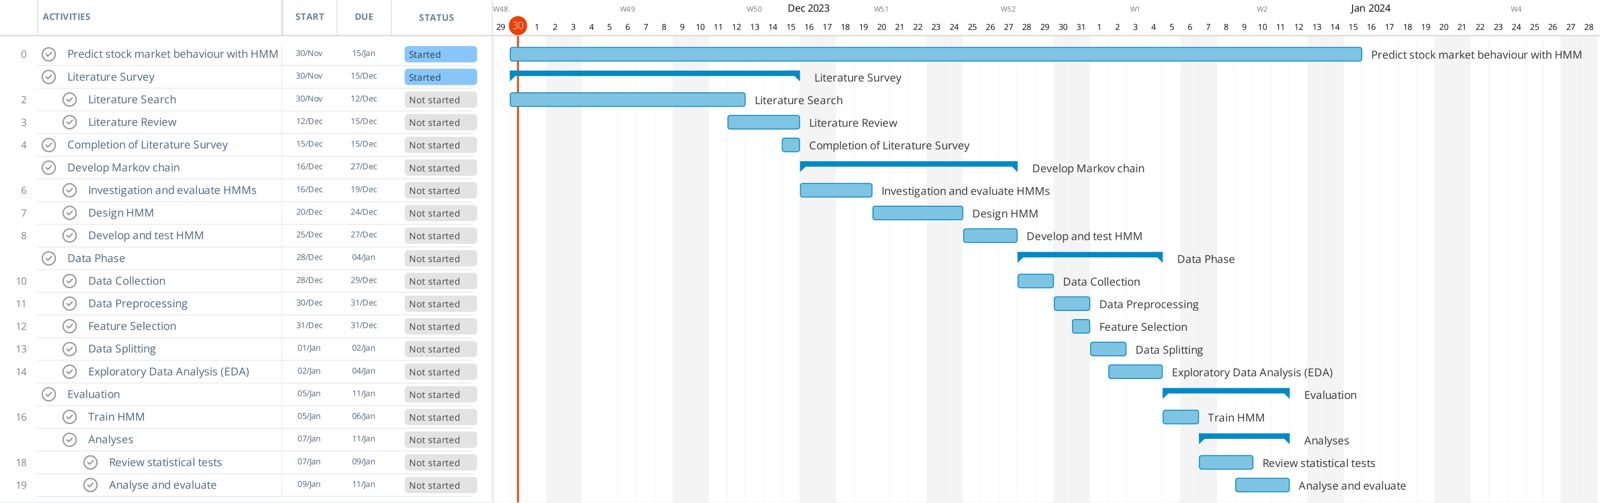 W48 W49 W50 Dec 2023 W51 W52 W1 W2 Jan 2024 W4
ACTIVITIES START DUE STATUS
29 30 1 2 3 4 5 6 7 8 9 10 11 12 13 14 15 16 17 18 19 20 21 22 23 24 25 26 27 28 29 30 31 1 2 3 4 5 6 7 8 9 10 11 12 13 14 15 16 17 18 19 20 21 22 23 24 25 26 27 28
0 Predict stock market behaviour with HMM 30/Nov 15/Jan Started Predict stock market behaviour with HMM
Literature Survey 30/Nov 15/Dec Started Literature Survey
2 Literature Search 30/Nov 12/Dec Not started Literature Search
3 Literature Review 12/Dec 15/Dec Not started Literature Review
4 Completion of Literature Survey 15/Dec 15/Dec Not started Completion of Literature Survey
Develop Markov chain 16/Dec 27/Dec Not started Develop Markov chain
6 Investigation and evaluate HMMs 16/Dec 19/Dec Not started Investigation and evaluate HMMs
7 Design HMM 20/Dec 24/Dec Not started Design HMM
8 Develop and test HMM 25/Dec 27/Dec Not started Develop and test HMM
Data Phase 28/Dec 04/Jan Not started Data Phase
10 Data Collection 28/Dec 29/Dec Not started Data Collection
11 Data Preprocessing 30/Dec 31/Dec Not started Data Preprocessing
12 Feature Selection 31/Dec 31/Dec Not started Feature Selection
13 Data Splitting 01/Jan 02/Jan Not started Data Splitting
14 Exploratory Data Analysis (EDA) 02/Jan 04/Jan Not started Exploratory Data Analysis (EDA)
Evaluation 05/Jan 11/Jan Not started Evaluation
16 Train HMM 05/Jan 06/Jan Not started Train HMM
Analyses 07/Jan 11/Jan Not started Analyses
18 Review statistical tests 07/Jan 09/Jan Not started Review statistical tests
19 Analyse and evaluate 09/Jan 11/Jan Not started Analyse and evaluate